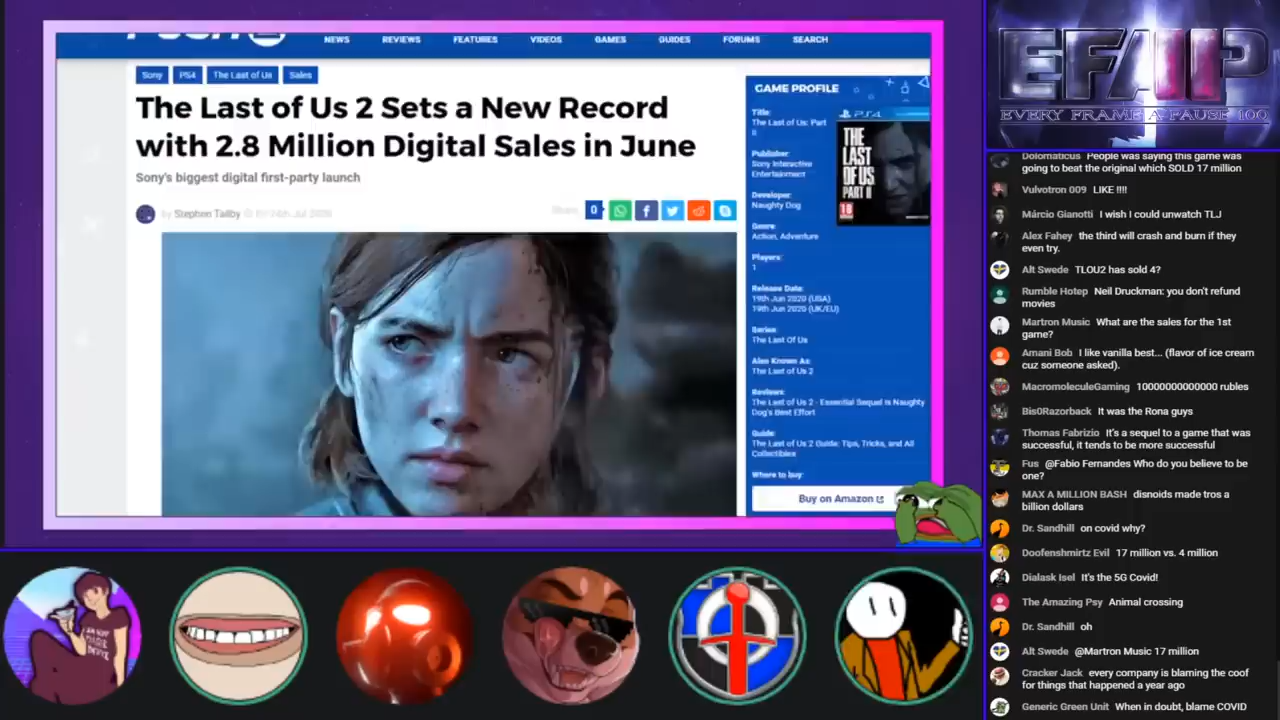 NEWS REVIEWS FEATURES VIDEOS GAMES GUIDES FORUMS SEARCH
Sony PS4 The Last of Us Sales
The Last of Us 2 Sets a New Record
with 2.8 Million Digital Sales in June
Sony's biggest digital first-party launch
by Stephen Tailby
Share: 0
GAME PROFILE
Title:
The Last of Us: Part
II
Publisher:
Sony Interactive
Entertainment
Developer:
Naughty Dog
Genre:
Action, Adventure
Players:
1
Release Date:
19th Jun 2020 (USA)
19th Jun 2020 (UK/EU)
Series:
The Last Of Us
Also Known As:
The Last of Us 2
Reviews:
The Last of Us 2 - Essential Sequel Is Naughty
Dog's Best Effort
Guide:
The Last of Us 2 Guide: Tips, Tricks, and All
Collectibles
Where to buy:
Buy on Amazon
PS4
THE
LAST
OF US
PART II
18
EFAP
EVERY FRAME A PAUSE 100
Dolomaticus People was saying this game was
going to beat the original which SOLD 17 million
Vulvotron 009 LIKE !!!!
Márcio Gianotti I wish I could unwatch TLJ
Alex Fahey the third will crash and burn if they
even try.
Alt Swede TLOU2 has sold 4?
Rumble Hotep Neil Druckman: you don't refund
movies
Martron Music What are the sales for the 1st
game?
Amani Bob I like vanilla best... (flavor of ice cream
cuz someone asked).
MacromoleculeGaming 10000000000000 rubles
Bis0Razorback It was the Rona guys
Thomas Fabrizio It's a sequel to a game that was
successful, it tends to be more successful
Fus @Fabio Fernandes Who do you believe to be
one?
MAX A MILLION BASH disnoids made tros a
billion dollars
Dr. Sandhill on covid why?
Doofenshmirtz Evil 17 million vs. 4 million
Dialask Isel It's the 5G Covid!
The Amazing Psy Animal crossing
Dr. Sandhill oh
Alt Swede @Martron Music 17 million
Cracker Jack every company is blaming the coof
for things that happened a year ago
Generic Green Unit When in doubt, blame COVID